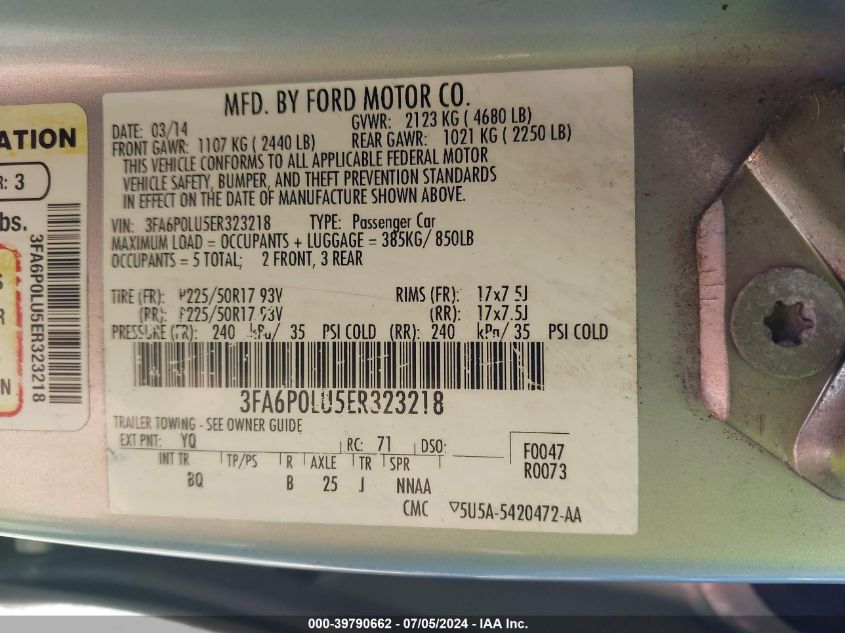 MFD. BY FORD MOTOR CO.
DATE: 03/14
GVWR: 2123 KG ( 4680 LB)
FRONT GAWR: 1107 KG ( 2440 LB)
REAR GAWR: 1021 KG ( 2250 LB)
THIS VEHICLE CONFORMS TO ALL APPLICABLE FEDERAL MOTOR
VEHICLE SAFETY, BUMPER, AND THEFT PREVENTION STANDARDS
IN EFFECT ON THE DATE OF MANUFACTURE SHOWN ABOVE.
VIN: 3FA6P0LU5ER323218 TYPE: Passenger Car
MAXIMUM LOAD = OCCUPANTS + LUGGAGE = 385KG/ 850LB
OCCUPANTS = 5 TOTAL; 2 FRONT, 3 REAR
TIRE (FR): P225/50R17 93V RIMS (FR): 17x7.5J
(RR): P225/50R17 93V (RR): 17x7.5J
PRESSURE (FR): 240 kPa/ 35 PSI COLD (RR): 240 kPa/ 35 PSI COLD
3FA6P0LU5ER323218
TRAILER TOWING - SEE OWNER GUIDE
EXT PNT: YQ RC: 71 DSO:
F0047
R0073
INT TR TP/PS R AXLE TR SPR
BQ B 25 J NNAA
CMC ▽5U5A-5420472-AA
ATION
R: 3
bs.
3FA6P0LU5ER323218
S
R
N
000-39790662 - 07/05/2024 - IAA Inc.